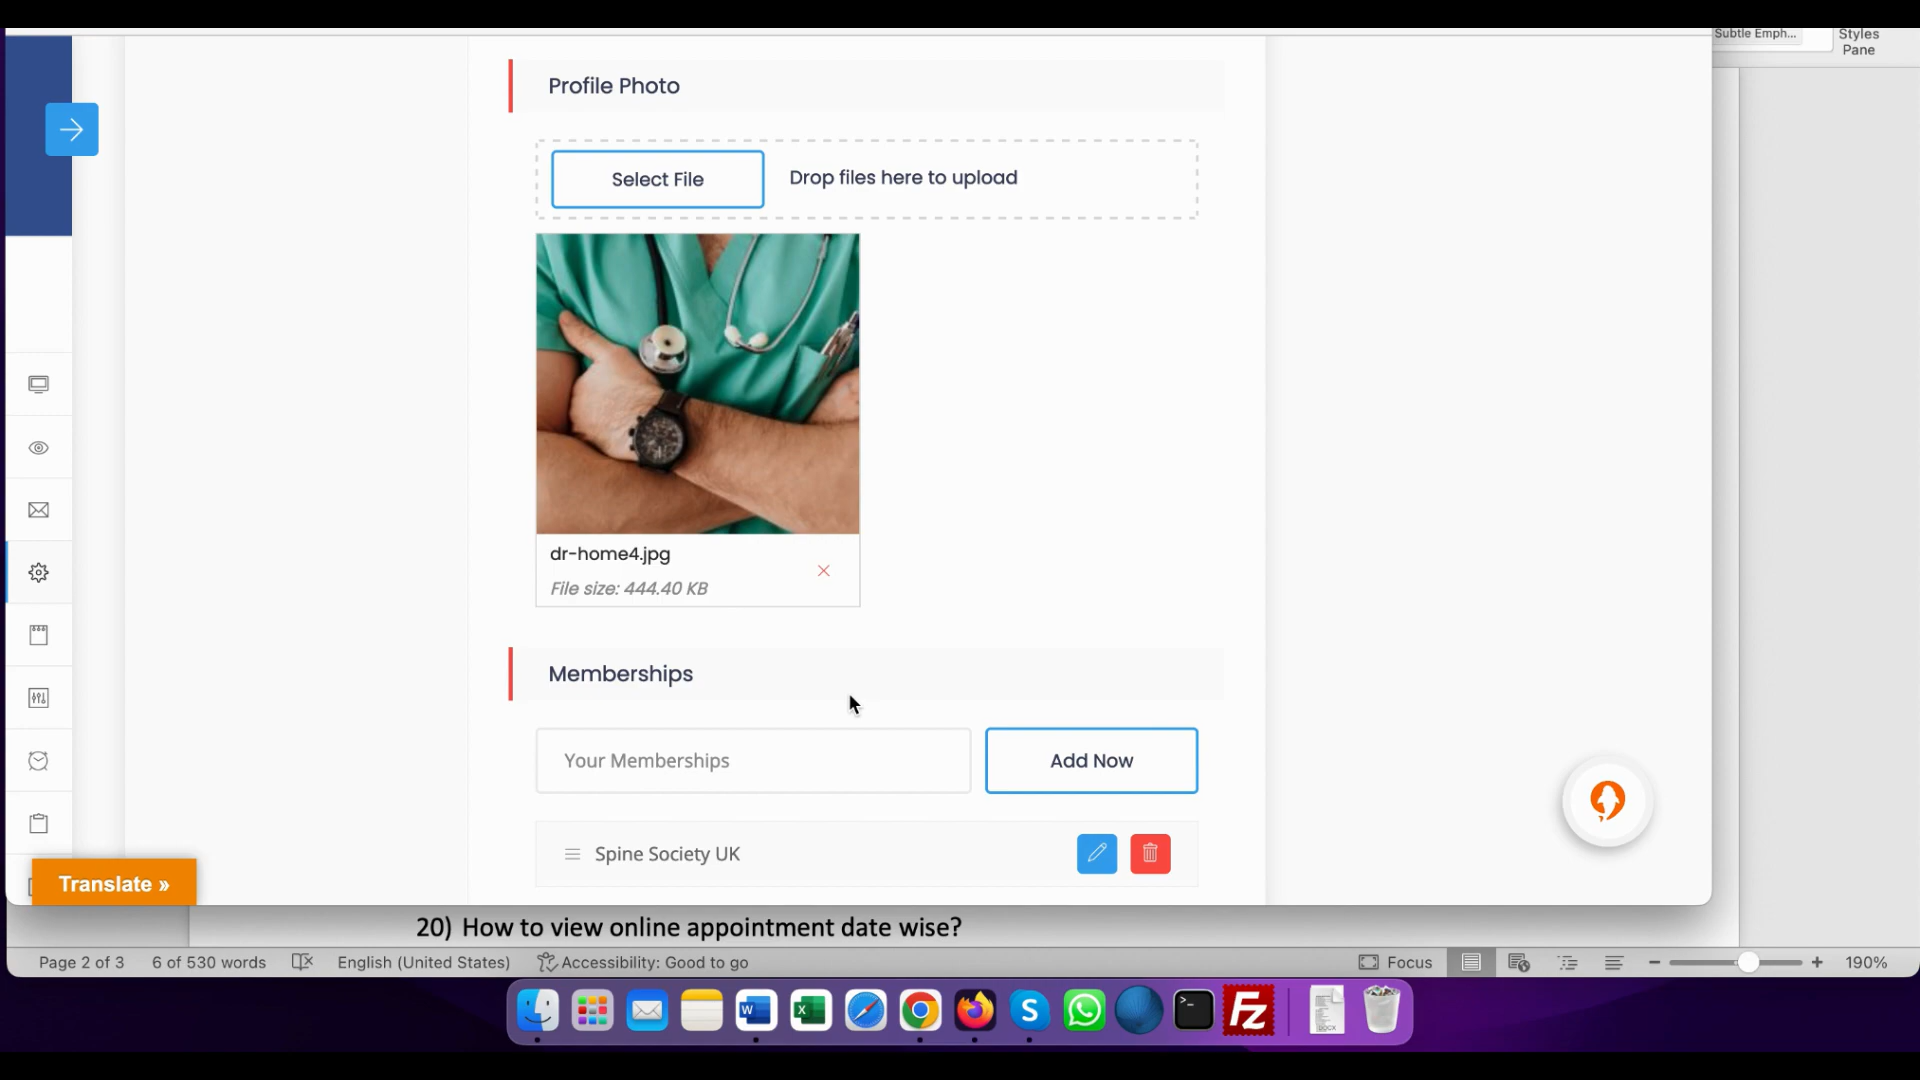 Subtle Emph...
Styles
Pane
Profile Photo
Select File
Drop files here to upload
dr-home4.jpg
File size: 444.40 KB
Memberships
Your Memberships
Add Now
Spine Society UK
Translate »
20) How to view online appointment date wise?
Page 2 of 3
6 of 530 words
English (United States)
Accessibility: Good to go
Focus
190%
W
X
S
Fz
DOCX